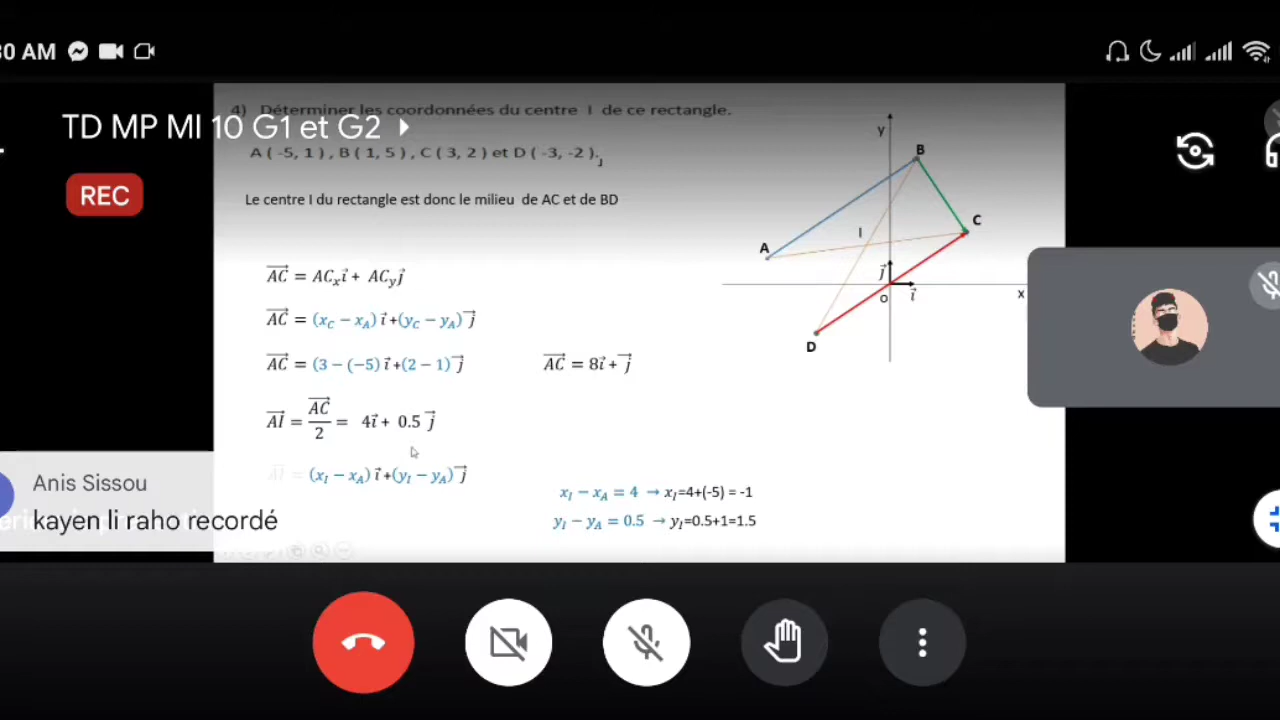 30 AM
4) Déterminer les coordonnées du centre I de ce rectangle.
TD MP MI 10 G1 et G2
A ( -5, 1 ) , B ( 1, 5 ) , C ( 3, 2 ) et D ( -3, -2 ).
REC
Le centre I du rectangle est donc le milieu de AC et de BD
y
B
C
A
I
j⃗
O
i⃗
x
D
AC⃗ = ACₓi⃗ + ACᵧj⃗
AC⃗ = (x_C − x_A) i⃗ +(y_C − y_A) j⃗
AC⃗ = (3 − (−5) i⃗ +(2 − 1) j⃗
AC⃗ = 8i⃗ + j⃗
AI⃗ = AC⃗/2 = 4i⃗ + 0.5 j⃗
AI⃗ = (x_I − x_A) i⃗ +(y_I − y_A) j⃗
x_I − x_A = 4 → x_I=4+(-5) = -1
y_I − y_A = 0.5 → y_I=0.5+1=1.5
Anis Sissou
kayen li raho recordé